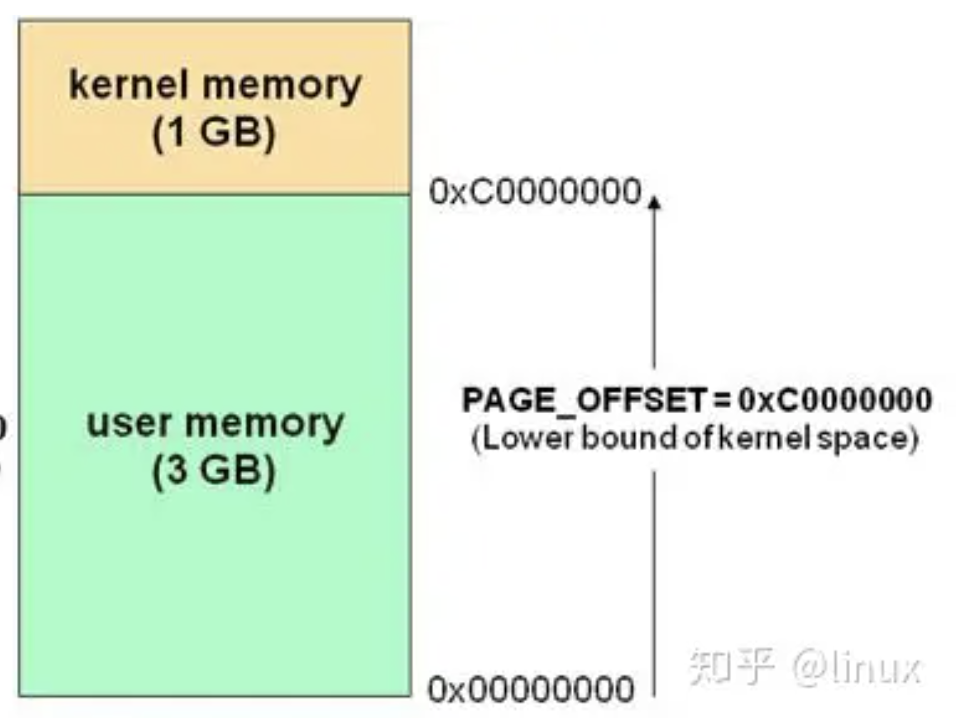 kernel memory
(1 GB)
0xC0000000
PAGE_OFFSET = 0xC0000000
(Lower bound of kernel space)
user memory
(3 GB)
知乎 @linux
0x00000000